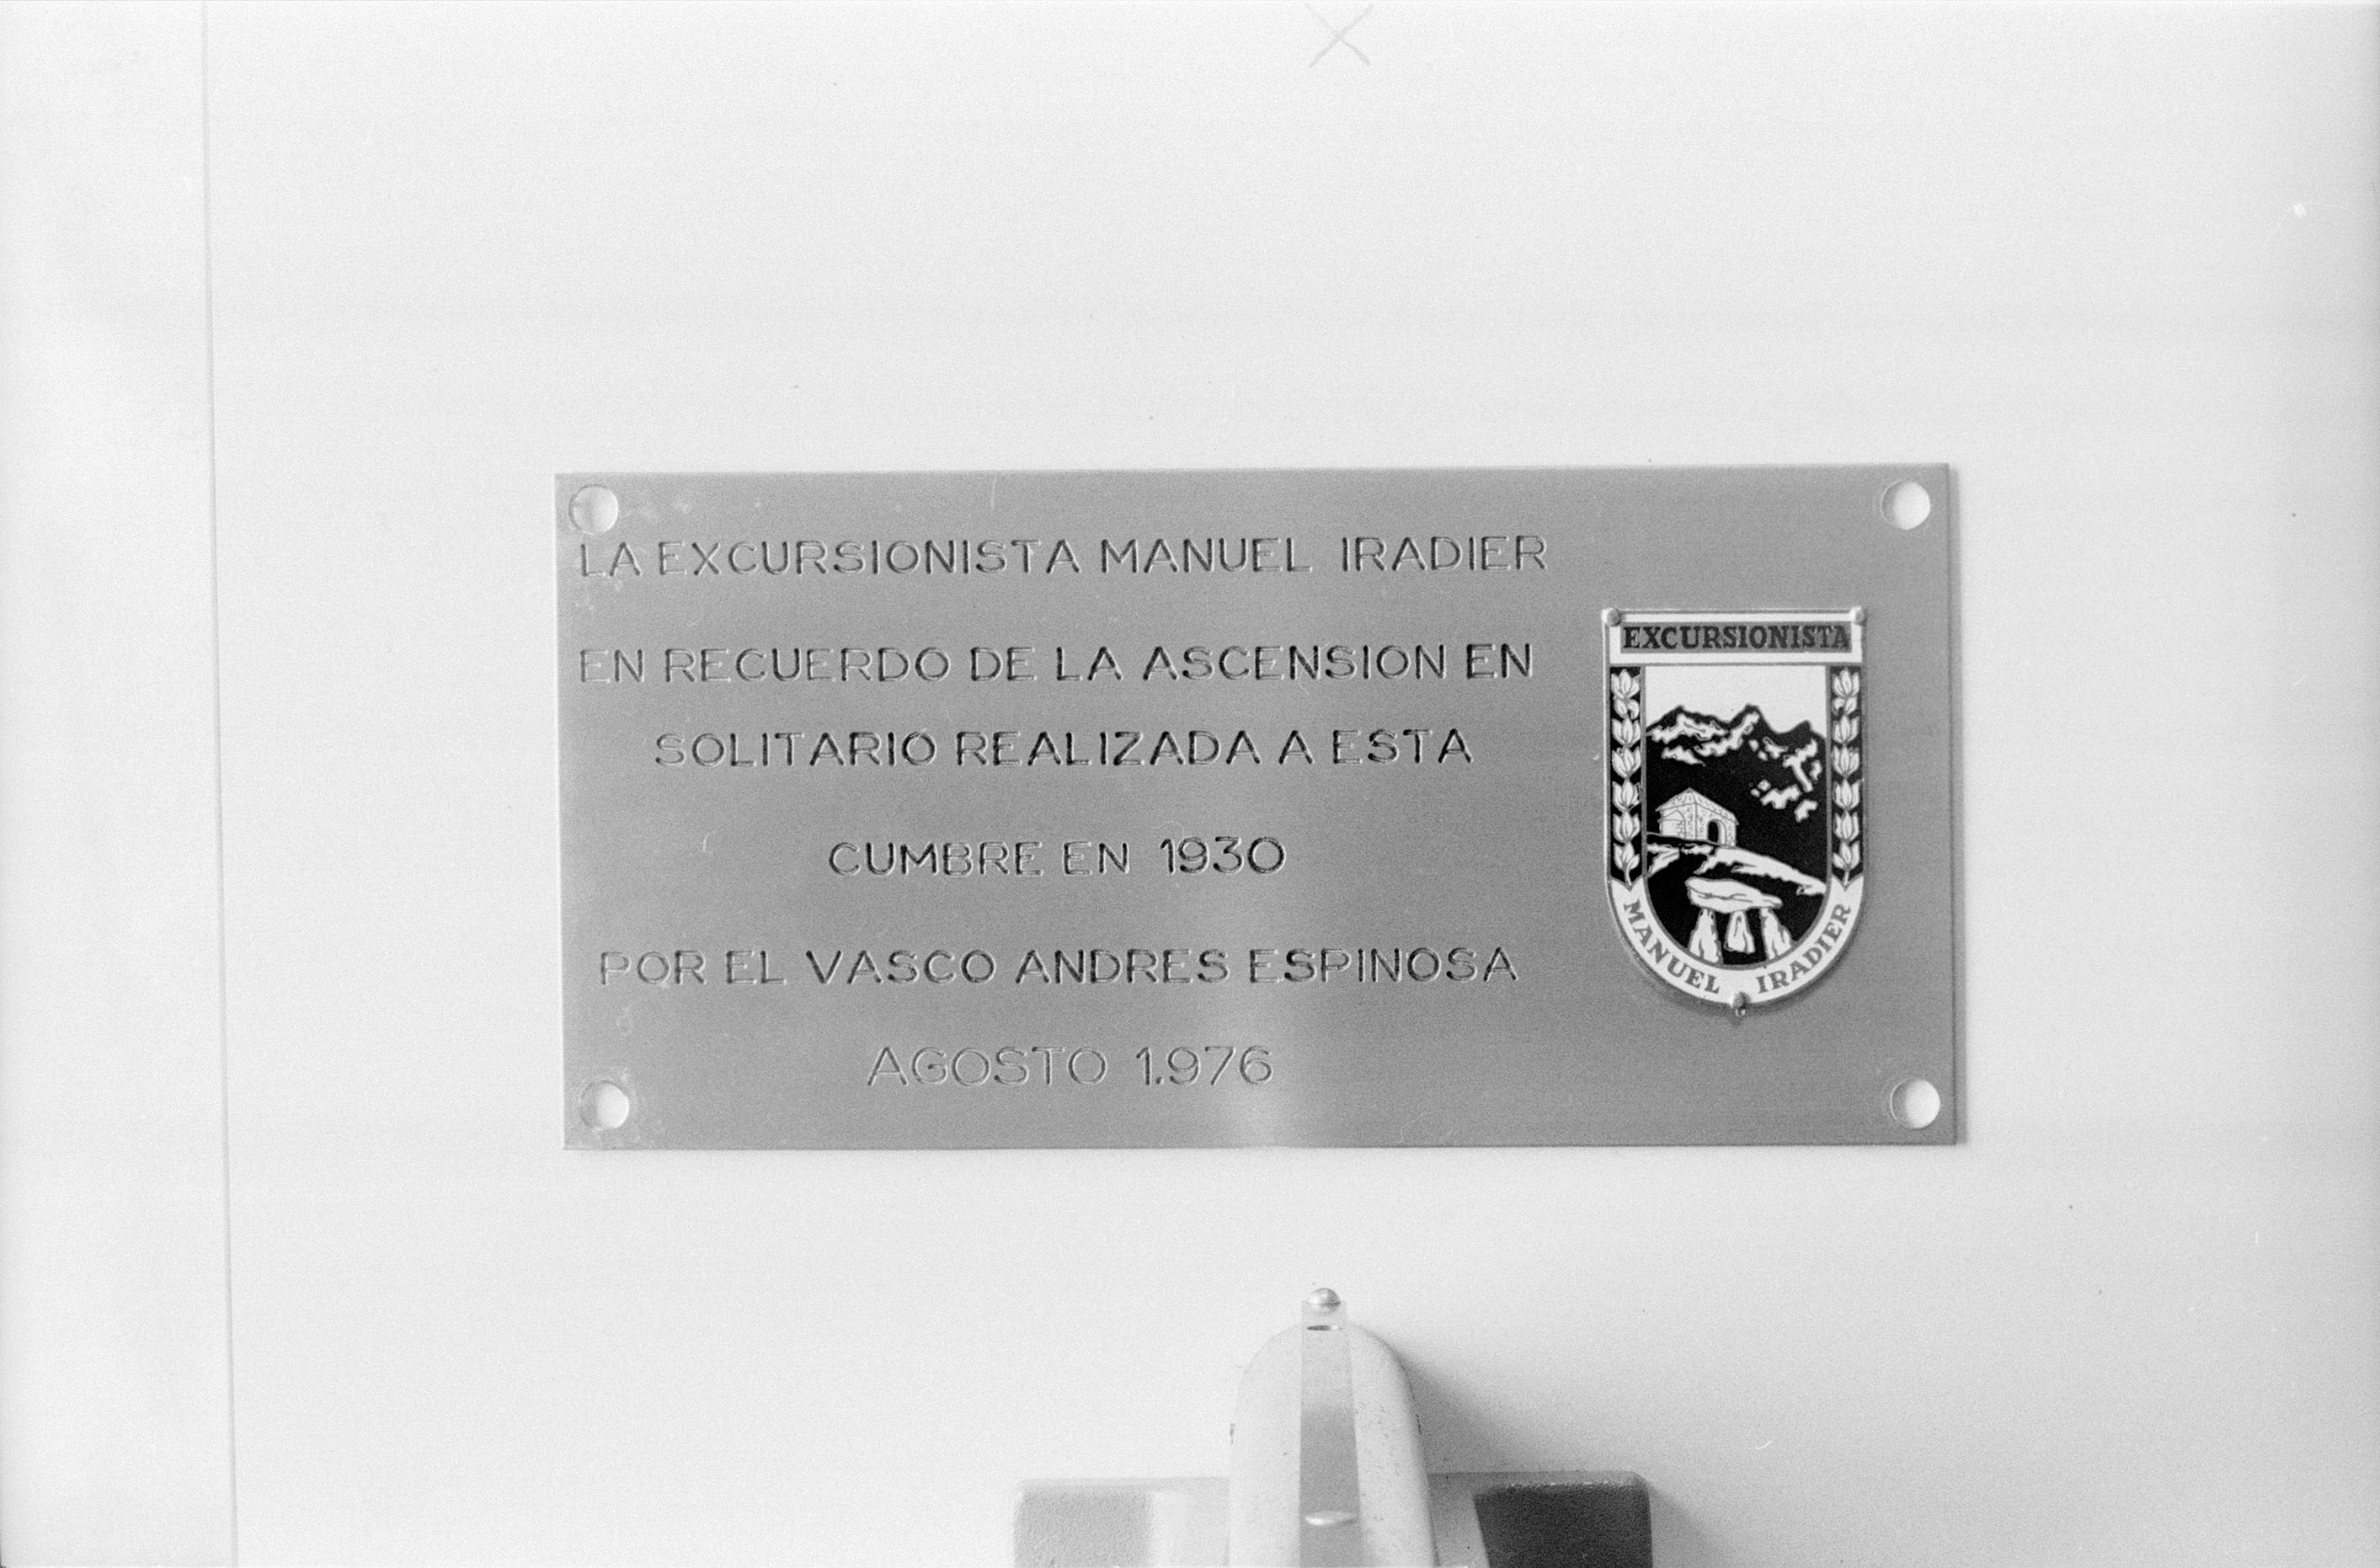 LA EXCURSIONISTA MANUEL IRADIER
EN RECUERDO DE LA ASCENSION EN
SOLITARIO REALIZADA A ESTA
CUMBRE EN 1930
POR EL VASCO ANDRES ESPINOSA
AGOSTO 1.976
EXCURSIONISTA
MANUEL IRADIER